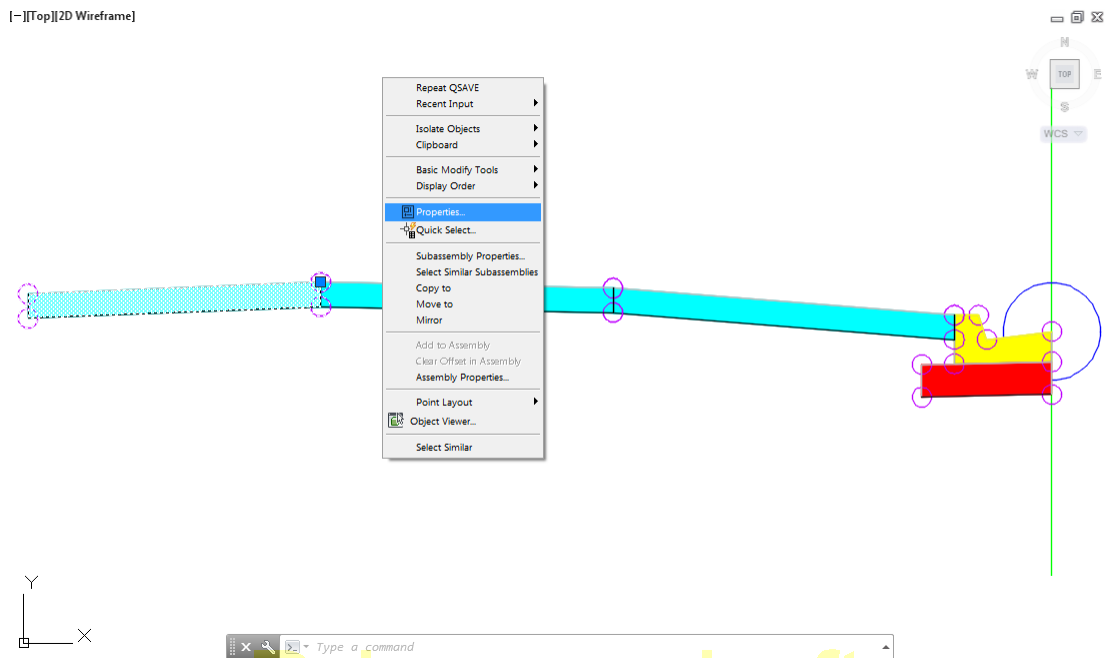 [−][Top][2D Wireframe]
N
W
TOP
E
S
WCS
Repeat QSAVE
Recent Input
Isolate Objects
Clipboard
Basic Modify Tools
Display Order
Properties...
Quick Select...
Subassembly Properties...
Select Similar Subassemblies
Copy to
Move to
Mirror
Add to Assembly
Clear Offset in Assembly
Assembly Properties...
Point Layout
Object Viewer...
Select Similar
Y
X
Type a command